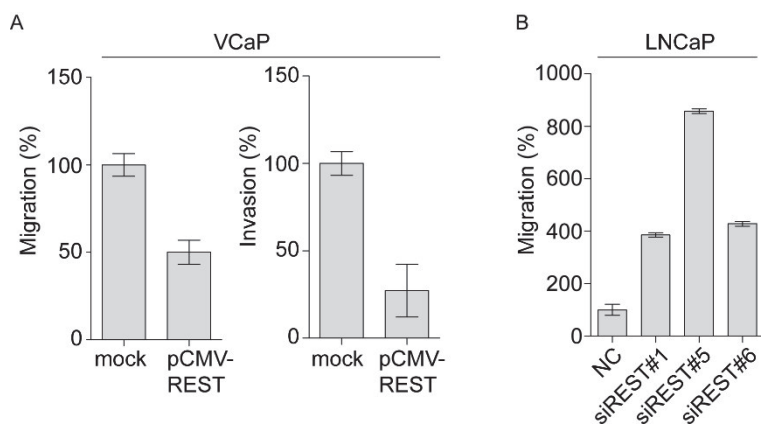 A
VCaP
Migration (%)
150
100
50
0
mock
pCMV-
REST
Invasion (%)
150
100
50
0
mock
pCMV-
REST
B
LNCaP
Migration (%)
1000
800
600
400
200
0
NC
siREST#1
siREST#5
siREST#6